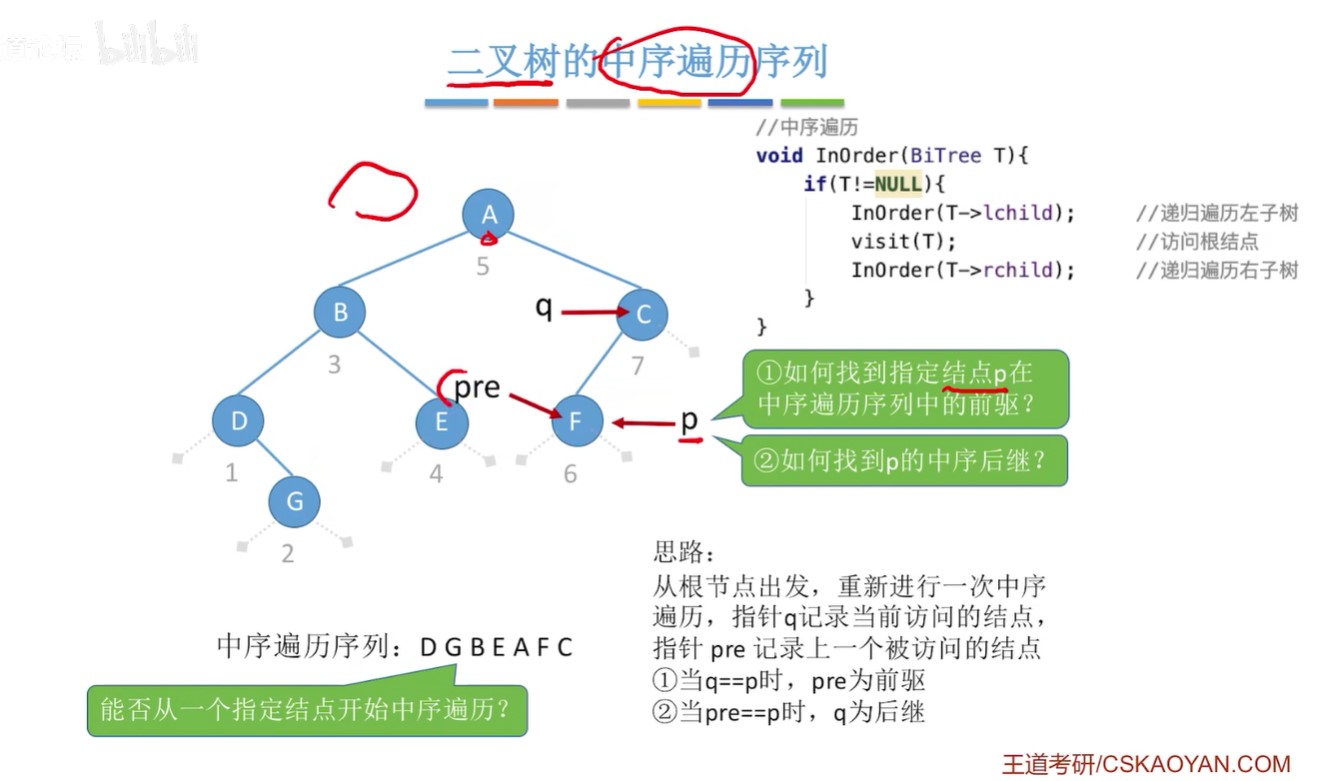 bilibili
二叉树的中序遍历序列
//中序遍历
void InOrder(BiTree T){
if(T!=NULL){
InOrder(T->lchild); //递归遍历左子树
visit(T); //访问根结点
InOrder(T->rchild); //递归遍历右子树
}
}
A
5
B
3
q
C
7
D
1
E
4
pre
F
6
p
G
2
①如何找到指定结点p在
中序遍历序列中的前驱？
②如何找到p的中序后继？
思路：
从根节点出发，重新进行一次中序
遍历，指针q记录当前访问的结点，
指针 pre 记录上一个被访问的结点
①当q==p时，pre为前驱
②当pre==p时，q为后继
中序遍历序列：D G B E A F C
能否从一个指定结点开始中序遍历？
王道考研/CSKAOYAN.COM